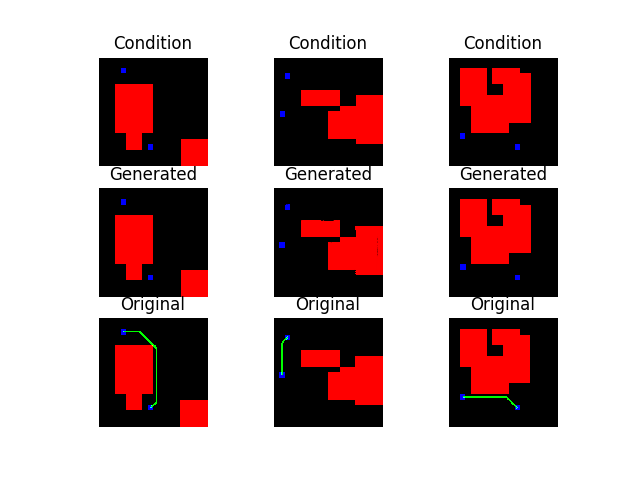 Condition Condition Condition
Generated Generated Generated
Original Original Original